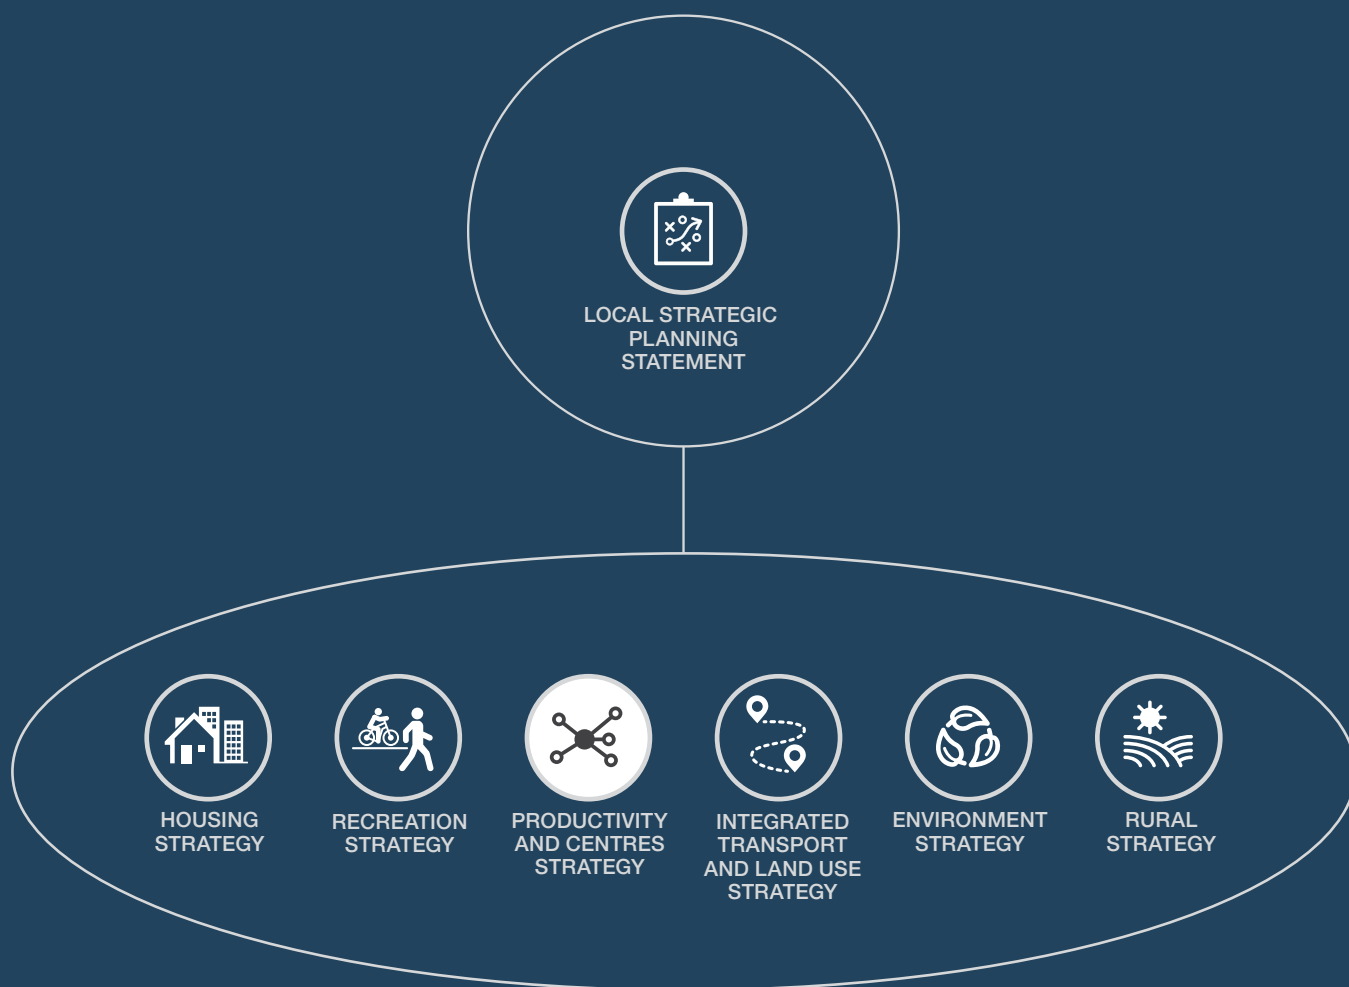 LOCAL STRATEGIC
PLANNING
STATEMENT
HOUSING
STRATEGY
RECREATION
STRATEGY
PRODUCTIVITY
AND CENTRES
STRATEGY
INTEGRATED
TRANSPORT
AND LAND USE
STRATEGY
ENVIRONMENT
STRATEGY
RURAL
STRATEGY